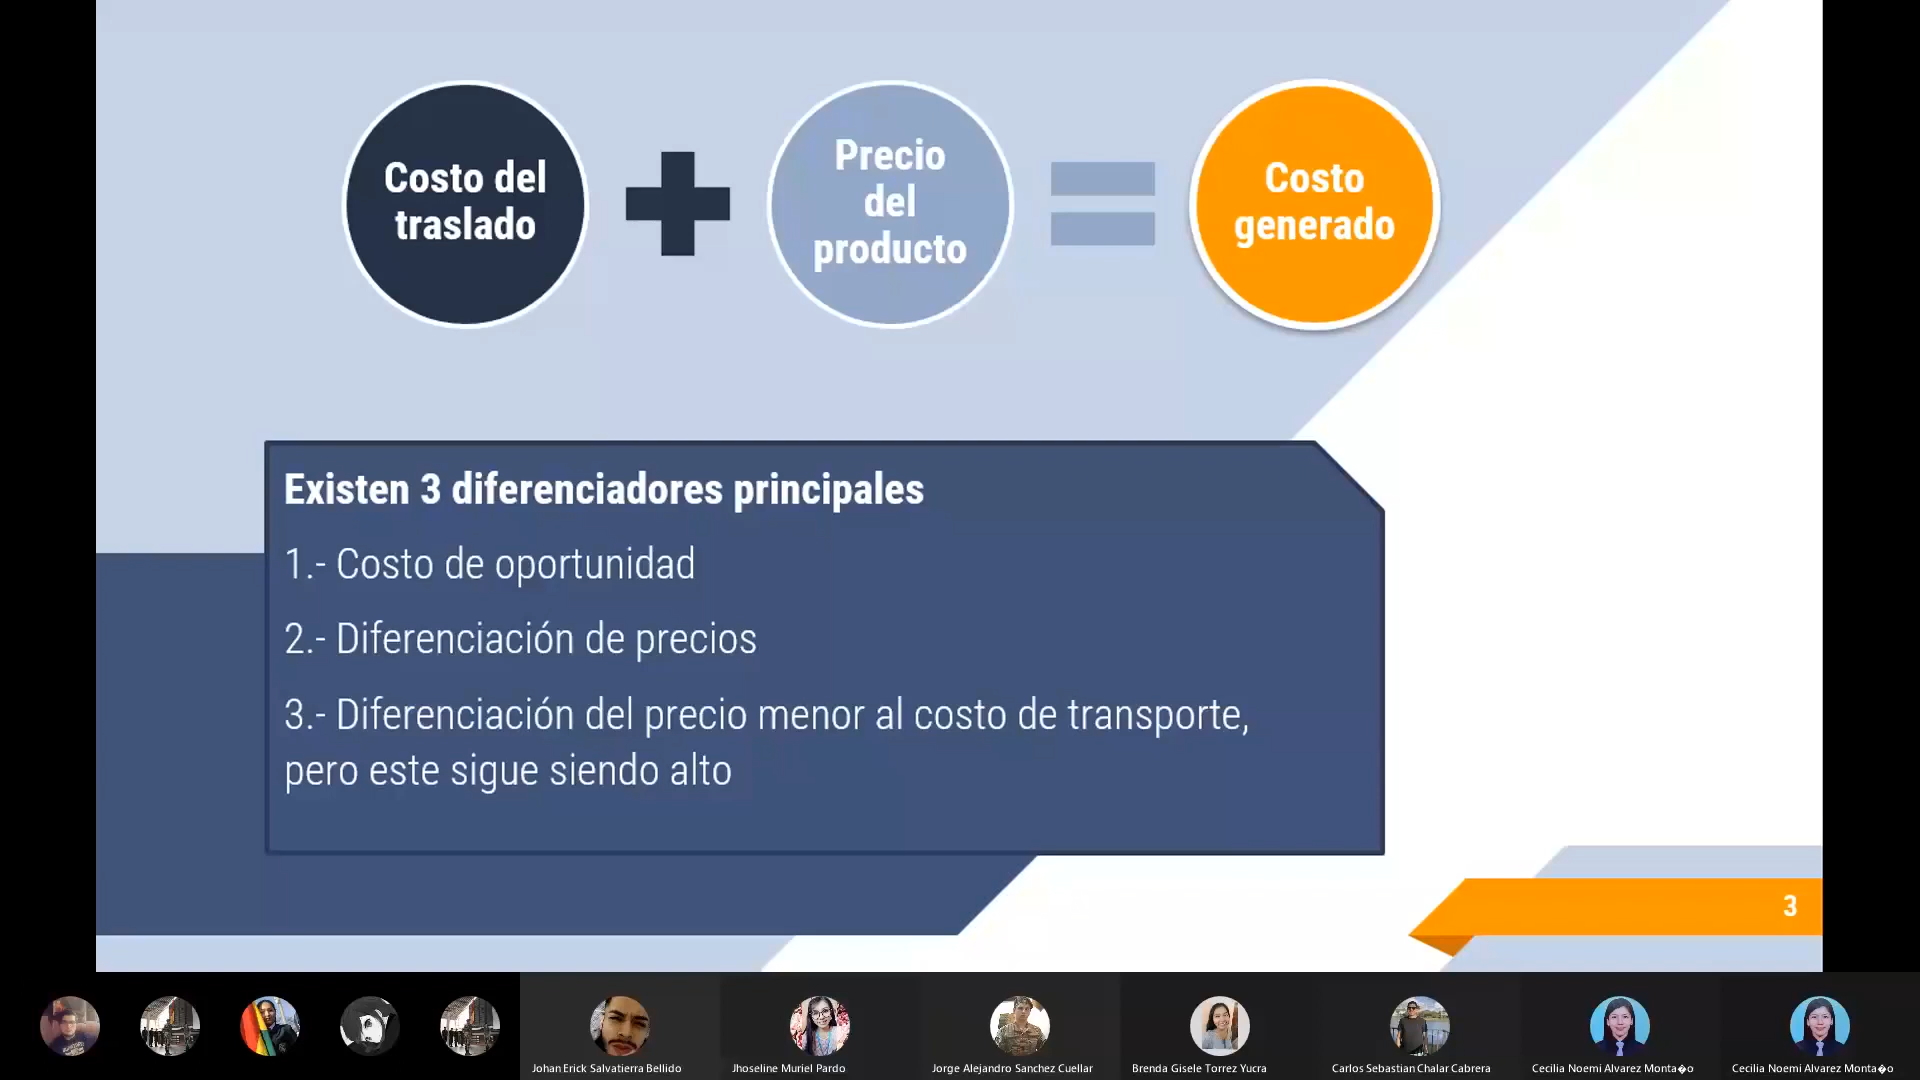 Costo del
traslado
Precio
del
producto
Costo
generado
Existen 3 diferenciadores principales
1.- Costo de oportunidad
2.- Diferenciación de precios
3.- Diferenciación del precio menor al costo de transporte,
pero este sigue siendo alto
3
Johan Erick Salvatierra Bellido
Jhoseline Muriel Pardo
Jorge Alejandro Sanchez Cuellar
Brenda Gisele Torrez Yucra
Carlos Sebastian Chalar Cabrera
Cecilia Noemi Alvarez Monta�o
Cecilia Noemi Alvarez Monta�o